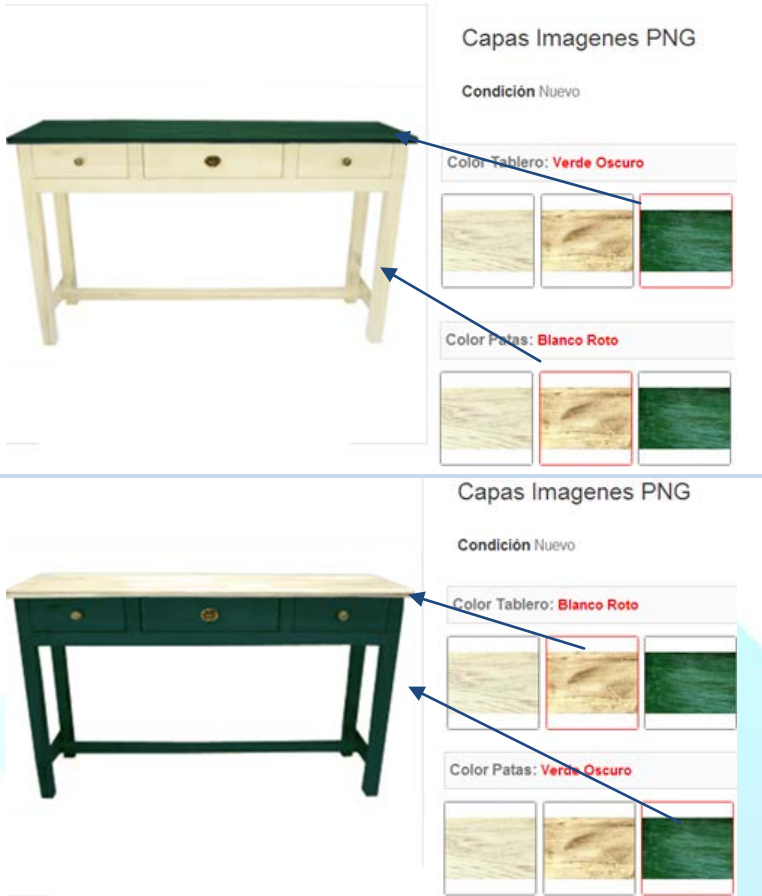 Capas Imagenes PNG
Condición Nuevo
Color Tablero: Verde Oscuro
Color Patas: Blanco Roto
Capas Imagenes PNG
Condición Nuevo
Color Tablero: Blanco Roto
Color Patas: Verde Oscuro